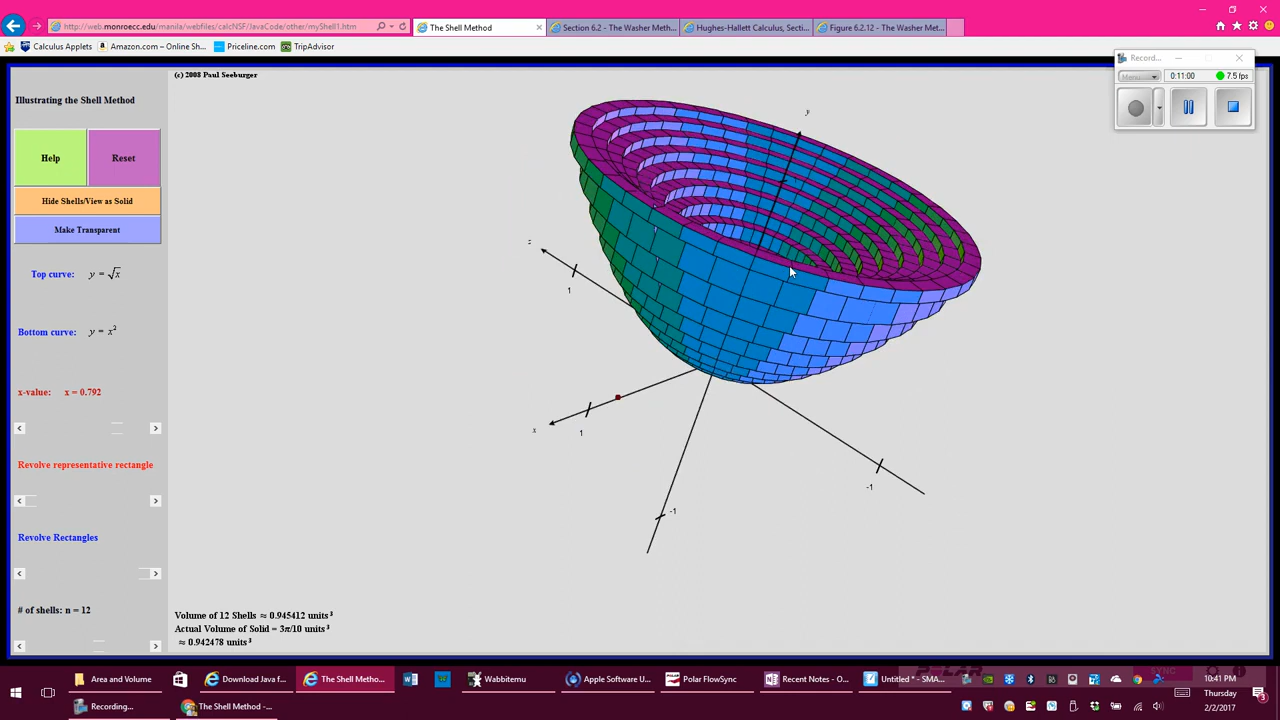 http://web.monroecc.edu/manila/webfiles/calcNSF/JavaCode/other/myShell1.htm
The Shell Method
Section 6.2 - The Washer Meth...
Hughes-Hallett Calculus, Secti...
Figure 6.2.12 - The Washer Met...
Calculus Applets
Amazon.com – Online Sh...
Priceline.com
TripAdvisor
Record...
Menu
0:11:00
7.5 fps
(c) 2008 Paul Seeburger
Illustrating the Shell Method
Help
Reset
Hide Shells/View as Solid
Make Transparent
Top curve: y = √x
Bottom curve: y = x²
x-value: x = 0.792
Revolve representative rectangle
Revolve Rectangles
# of shells: n = 12
y
z
1
x
1
-1
-1
Volume of 12 Shells ≈ 0.945412 units³
Actual Volume of Solid = 3π/10 units³
≈ 0.942478 units³
Area and Volume
Download Java f...
The Shell Metho...
Wabbitemu
Apple Software U...
Polar FlowSync
Recent Notes - O...
Untitled * - SMA...
10:41 PM
Thursday
2/2/2017
Recording...
The Shell Method -...
POLAR
SYNC